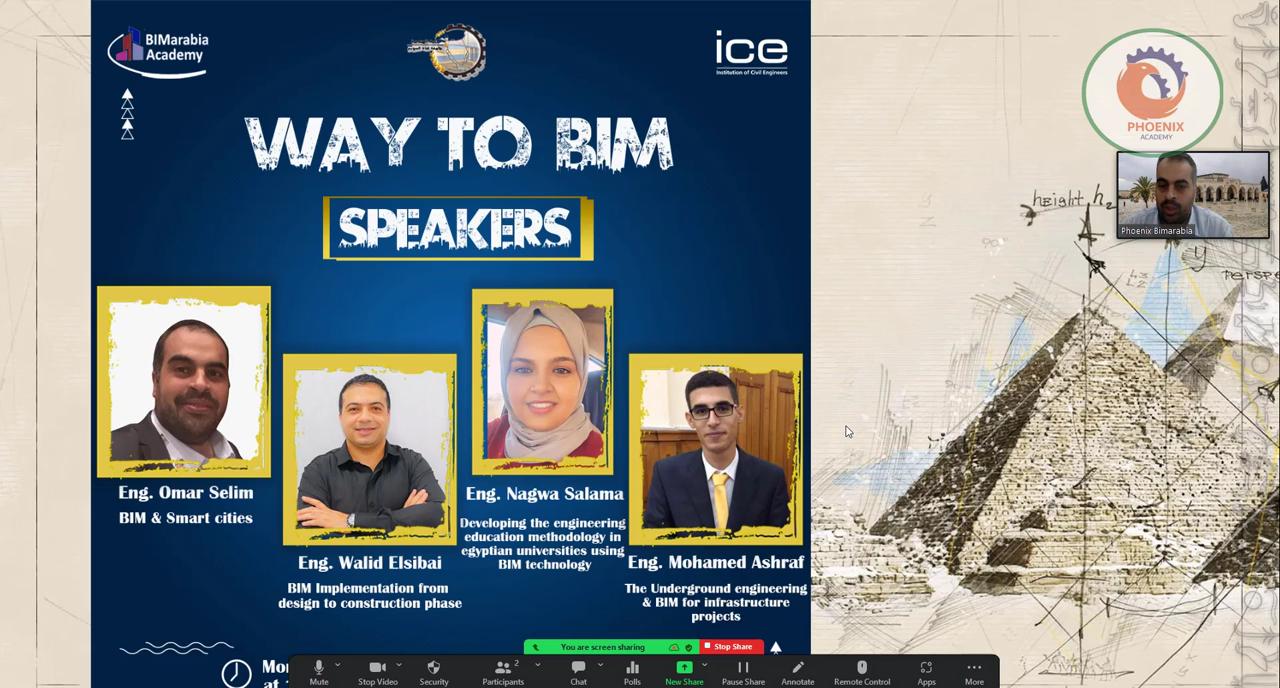 BIMarabia
Academy
ice
Institution of Civil Engineers
WAY TO BIM
SPEAKERS
Eng. Omar Selim
BIM & Smart cities
Eng. Walid Elsibai
BIM Implementation from
design to construction phase
Eng. Nagwa Salama
Developing the engineering
education methodology in
egyptian universities using
BIM technology
Eng. Mohamed Ashraf
The Underground engineering
& BIM for infrastructure
projects
PHOENIX
ACADEMY
Phoenix Bimarabia
height h
y
You are screen sharing
Stop Share
Mute
Stop Video
Security
Participants
2
Chat
Polls
New Share
Pause Share
Annotate
Remote Control
Apps
More